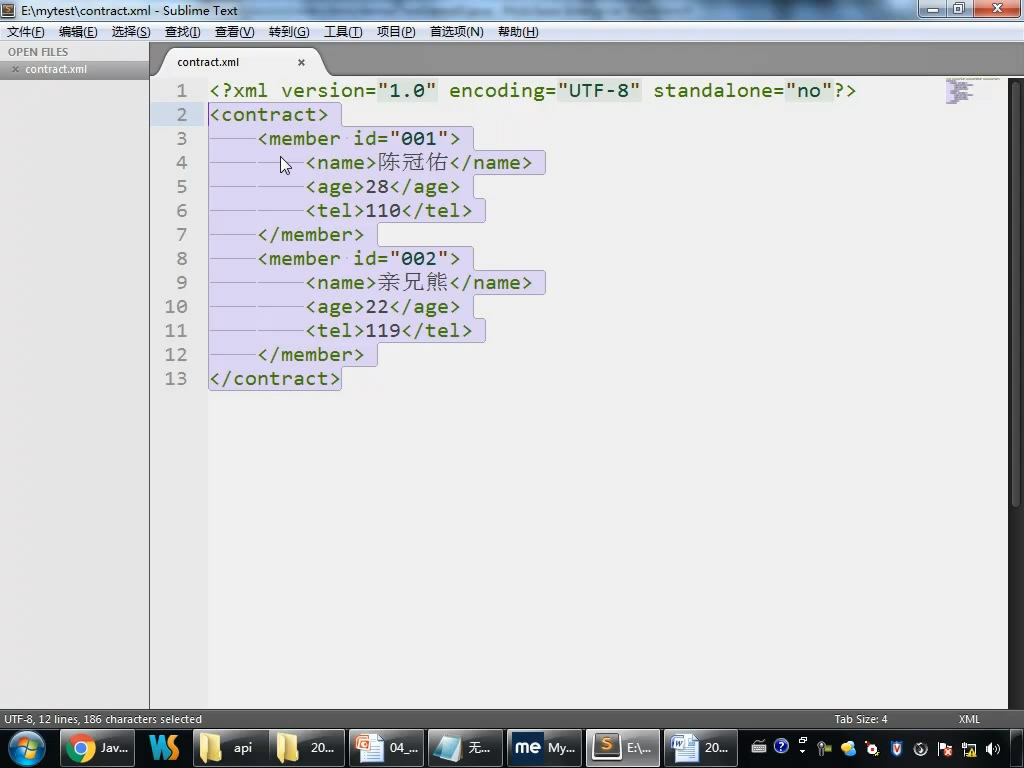 E:\mytest\contract.xml - Sublime Text
文件(F) 编辑(E) 选择(S) 查找(I) 查看(V) 转到(G) 工具(T) 项目(P) 首选项(N) 帮助(H)
OPEN FILES
× contract.xml
contract.xml ×
1 <?xml version="1.0" encoding="UTF-8" standalone="no"?>
2 <contract>
3 <member id="001">
4 <name>陈冠佑</name>
5 <age>28</age>
6 <tel>110</tel>
7 </member>
8 <member id="002">
9 <name>亲兄熊</name>
10 <age>22</age>
11 <tel>119</tel>
12 </member>
13 </contract>
UTF-8, 12 lines, 186 characters selected Tab Size: 4 XML
Jav... WS api 20... 04_... 无... me My... E:\... 20...